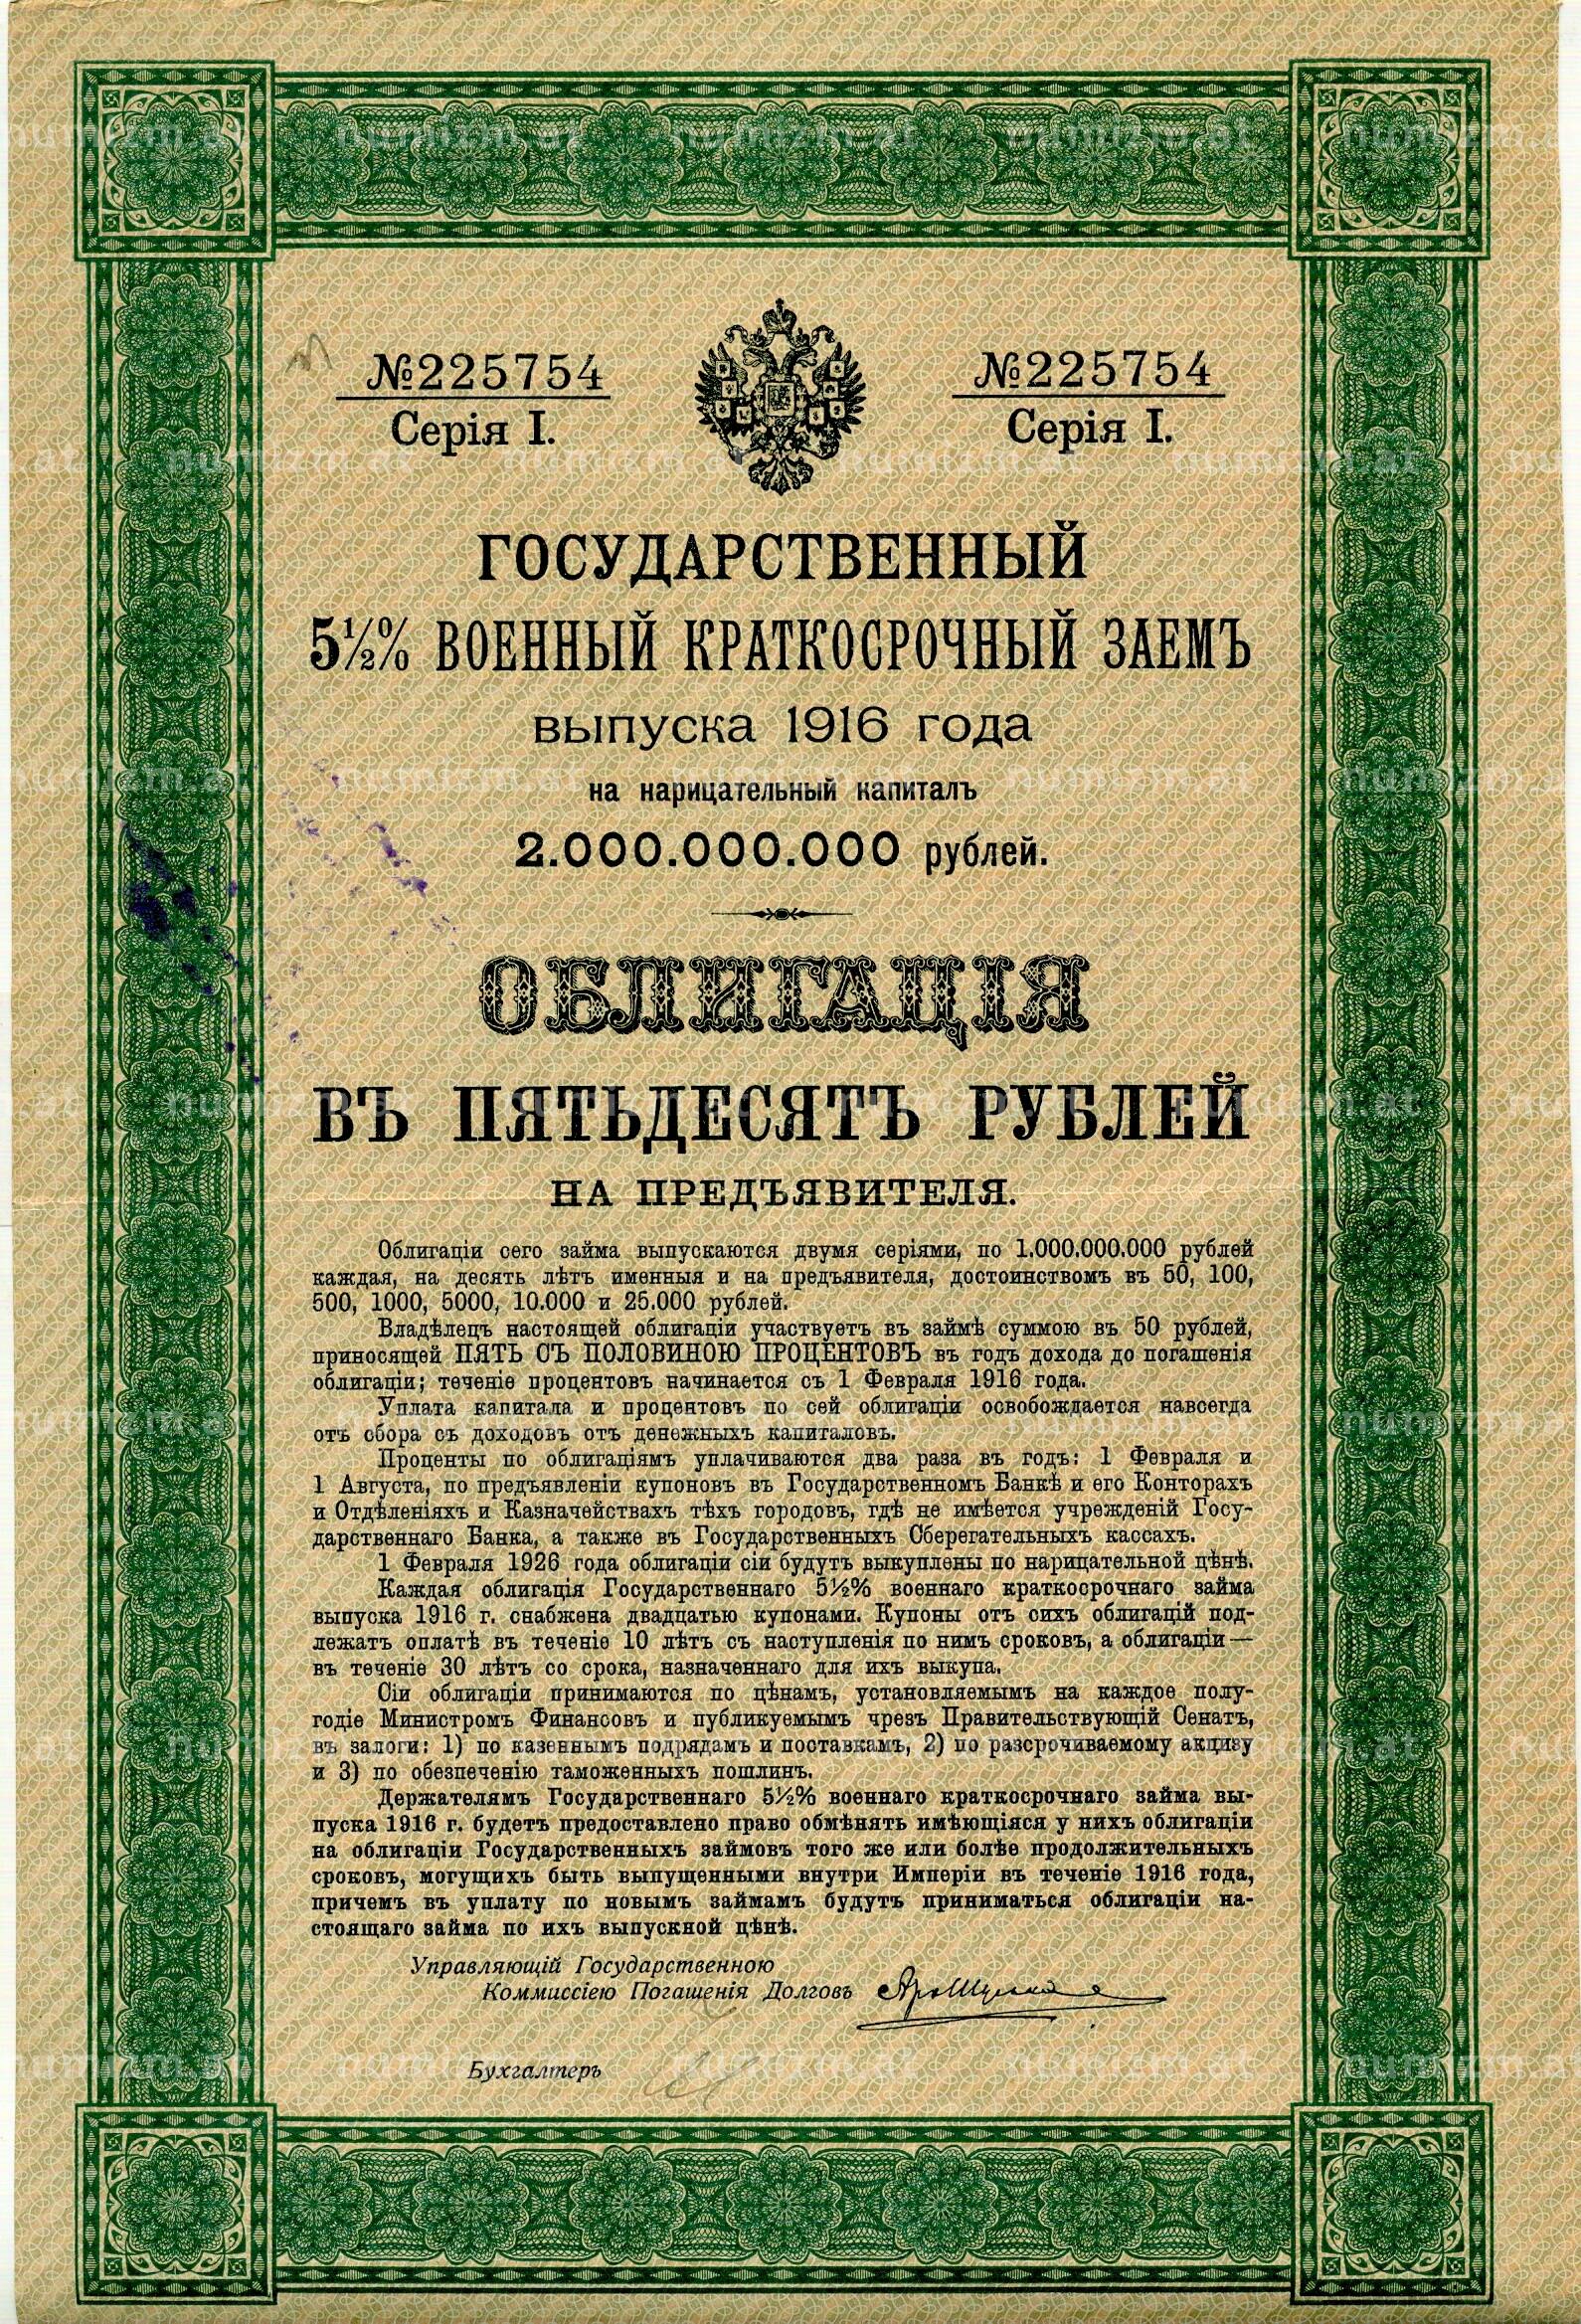 №225754
Серія I.
№225754
Серія I.
ГОСУДАРСТВЕННЫЙ
5½% ВОЕННЫЙ КРАТКОСРОЧНЫЙ ЗАЕМЪ
выпуска 1916 года
на нарицательный капиталъ
2.000.000.000 рублей.
ОБЛИГАЦІЯ
ВЪ ПЯТЬДЕСЯТЪ РУБЛЕЙ
НА ПРЕДЪЯВИТЕЛЯ.
Облигаціи сего займа выпускаются двумя серіями, по 1.000.000.000 рублей
каждая, на десять лѣтъ именныя и на предъявителя, достоинствомъ въ 50, 100,
500, 1000, 5000, 10.000 и 25.000 рублей.
Владѣлецъ настоящей облигаціи участвуетъ въ займѣ суммою въ 50 рублей,
приносящей ПЯТЬ СЪ ПОЛОВИНОЮ ПРОЦЕНТОВЪ въ годъ дохода до погашенія
облигаціи; теченіе процентовъ начинается съ 1 Февраля 1916 года.
Уплата капитала и процентовъ по сей облигаціи освобождается навсегда
отъ сбора съ доходовъ отъ денежныхъ капиталовъ.
Проценты по облигаціямъ уплачиваются два раза въ годъ: 1 Февраля и
1 Августа, по предъявленіи купоновъ въ Государственномъ Банкѣ и его Конторахъ
и Отдѣленіяхъ и Казначействахъ тѣхъ городовъ, гдѣ не имѣется учрежденій Госу-
дарственнаго Банка, а также въ Государственныхъ Сберегательныхъ кассахъ.
1 Февраля 1926 года облигаціи сіи будутъ выкуплены по нарицательной цѣнѣ.
Каждая облигація Государственнаго 5½% военнаго краткосрочнаго займа
выпуска 1916 г. снабжена двадцатью купонами. Купоны отъ сихъ облигацій под-
лежатъ оплатѣ въ теченіе 10 лѣтъ съ наступленія по нимъ сроковъ, а облигаціи—
въ теченіе 30 лѣтъ со срока, назначеннаго для ихъ выкупа.
Сіи облигаціи принимаются по цѣнамъ, установляемымъ на каждое полу-
годіе Министромъ Финансовъ и публикуемымъ чрезъ Правительствующій Сенатъ,
въ залоги: 1) по казеннымъ подрядамъ и поставкамъ, 2) по разсрочиваемому акцизу
и 3) по обезпеченію таможенныхъ пошлинъ.
Держателямъ Государственнаго 5½% военнаго краткосрочнаго займа вы-
пуска 1916 г. будетъ предоставлено право обмѣнять имѣющіяся у нихъ облигаціи
на облигаціи Государственныхъ займовъ того же или болѣе продолжительныхъ
сроковъ, могущихъ быть выпущенными внутри Имперіи въ теченіе 1916 года,
причемъ въ уплату по новымъ займамъ будутъ приниматься облигаціи на-
стоящаго займа по ихъ выпускной цѣнѣ.
Управляющій Государственною
Коммиссіею Погашенія Долговъ
Бухгалтеръ
numizm.at